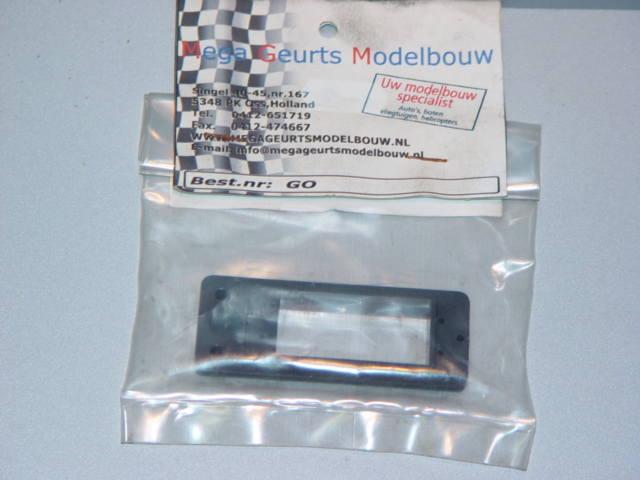 Mega Geurts Modelbouw
Singel 40-45,nr.167
5348 PK Oss,Holland
Tel. 0412-651719
Fax. 0412-474667
WWW.MEGAGEURTSMODELBOUW.NL
E-mail: info@megageurtsmodelbouw.nl
Uw modelbouw
specialist
Auto's, boten
vliegtuigen, helicopters
Best.nr: GO